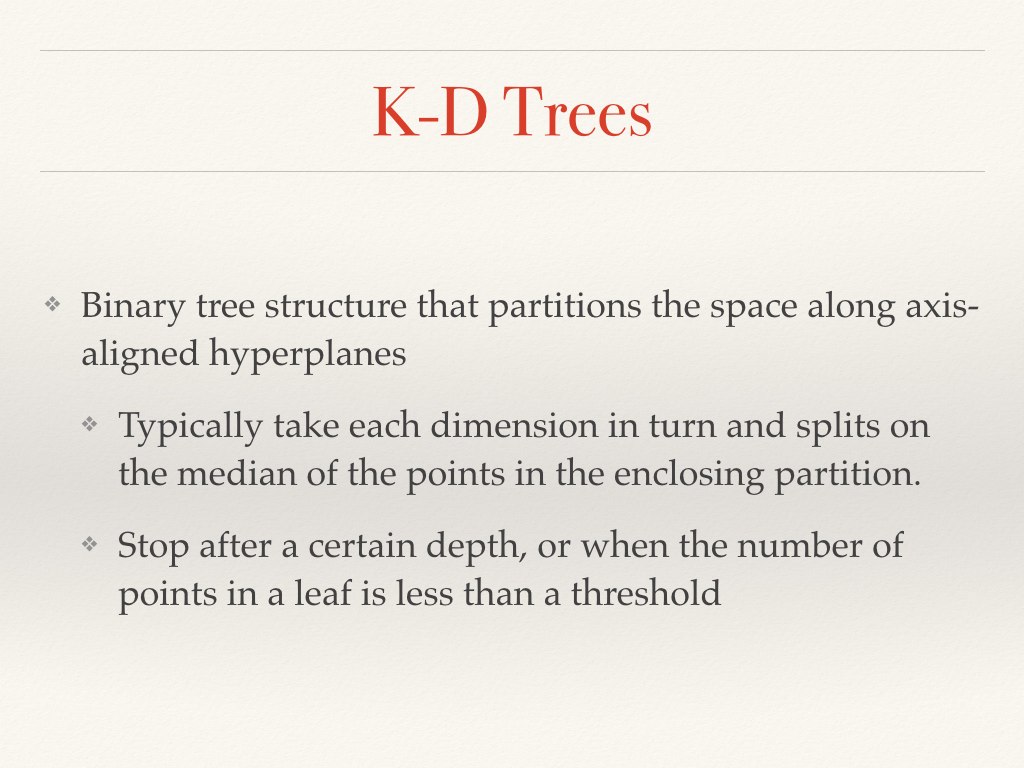 K-D Trees
Binary tree structure that partitions the space along axis-
aligned hyperplanes
Typically take each dimension in turn and splits on
the median of the points in the enclosing partition.
Stop after a certain depth, or when the number of
points in a leaf is less than a threshold